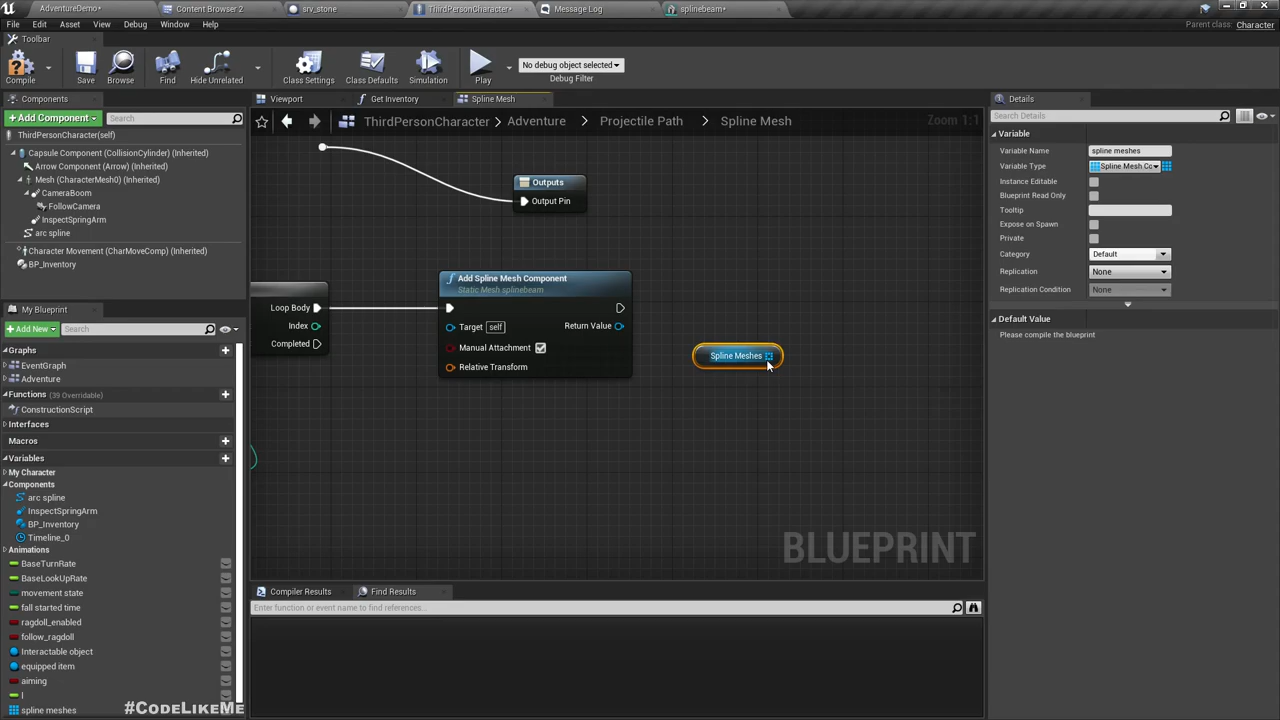 AdventureDemo*
Content Browser 2
srv_stone
ThirdPersonCharacter*
Message Log
splinebeam*
File Edit Asset View Debug Window Help
Parent class: Character
Toolbar
Compile
Save
Browse
Find
Hide Unrelated
Class Settings
Class Defaults
Simulation
Play
No debug object selected
Debug Filter
Components
Add Component
Search
ThirdPersonCharacter(self)
Capsule Component (CollisionCylinder) (Inherited)
Arrow Component (Arrow) (Inherited)
Mesh (CharacterMesh0) (Inherited)
CameraBoom
FollowCamera
InspectSpringArm
arc spline
Character Movement (CharMoveComp) (Inherited)
BP_Inventory
My Blueprint
Add New
Search
Graphs
EventGraph
Adventure
Functions (39 Overridable)
ConstructionScript
Interfaces
Macros
Variables
My Character
Components
arc spline
InspectSpringArm
BP_Inventory
Timeline_0
Animations
BaseTurnRate
BaseLookUpRate
movement state
fall started time
ragdoll_enabled
follow_ragdoll
Interactable object
equipped item
aiming
l
spline meshes
Viewport
Get Inventory
Spline Mesh
ThirdPersonCharacter > Adventure > Projectile Path > Spline Mesh
Zoom 1:1
Outputs
Output Pin
Loop Body
Index
Completed
Add Spline Mesh Component
Static Mesh splinebeam
Target self
Return Value
Manual Attachment
Relative Transform
Spline Meshes
BLUEPRINT
Compiler Results
Find Results
Enter function or event name to find references...
Details
Search Details
Variable
Variable Name spline meshes
Variable Type Spline Mesh Co
Instance Editable
Blueprint Read Only
Tooltip
Expose on Spawn
Private
Category Default
Replication None
Replication Condition None
Default Value
Please compile the blueprint
#CodeLikeMe